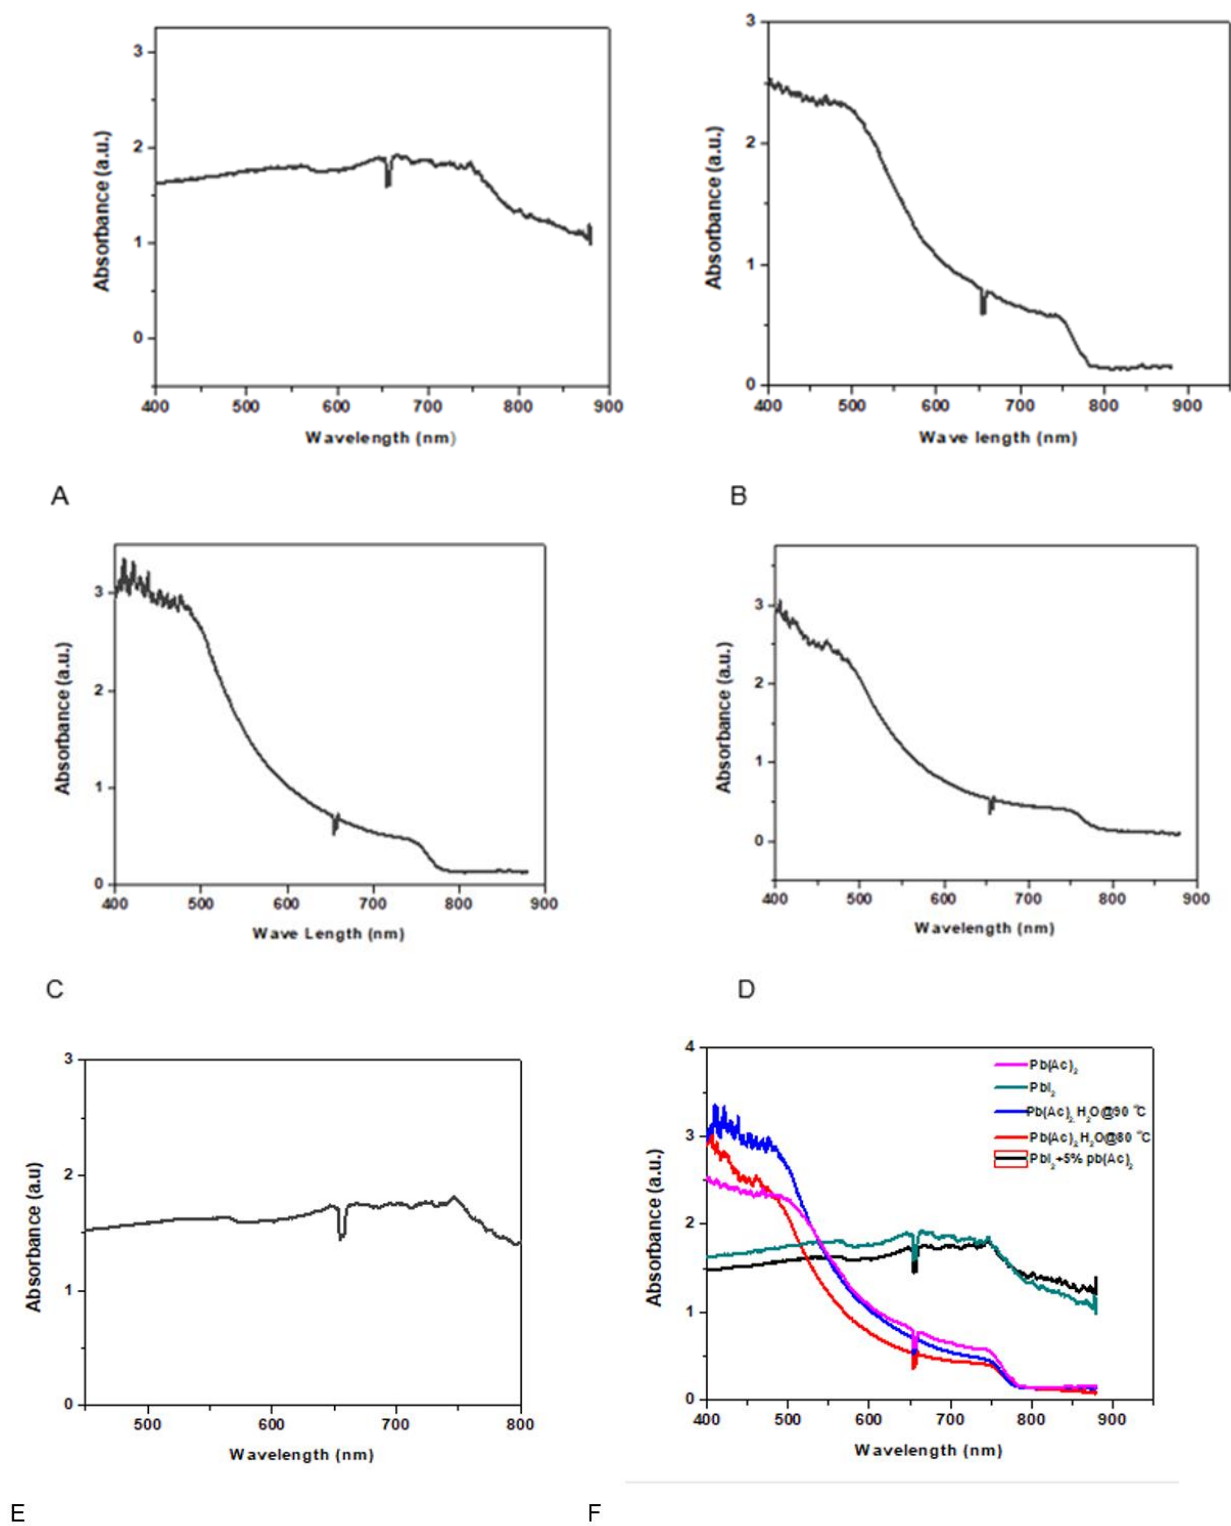 3
2
1
0
Absorbance (a.u.)
400 500 600 700 800 900
Wavelength (nm)
A
3
2
1
0
Absorbance (a.u.)
400 500 600 700 800 900
Wave length (nm)
B
3
2
1
0
Absorbance (a.u.)
400 500 600 700 800 900
Wave Length (nm)
C
3
2
1
0
Absorbance (a.u.)
400 500 600 700 800 900
Wavelength (nm)
D
3
2
1
0
Absorbance (a.u)
500 600 700 800
Wavelength (nm)
E
4
3
2
1
0
Absorbance (a.u.)
Pb(Ac)₂
PbI₂
Pb(Ac)₂.H₂O@90 °C
Pb(Ac)₂.H₂O@80 °C
PbI₂+5% pb(Ac)₂
400 500 600 700 800 900
Wavelength (nm)
F